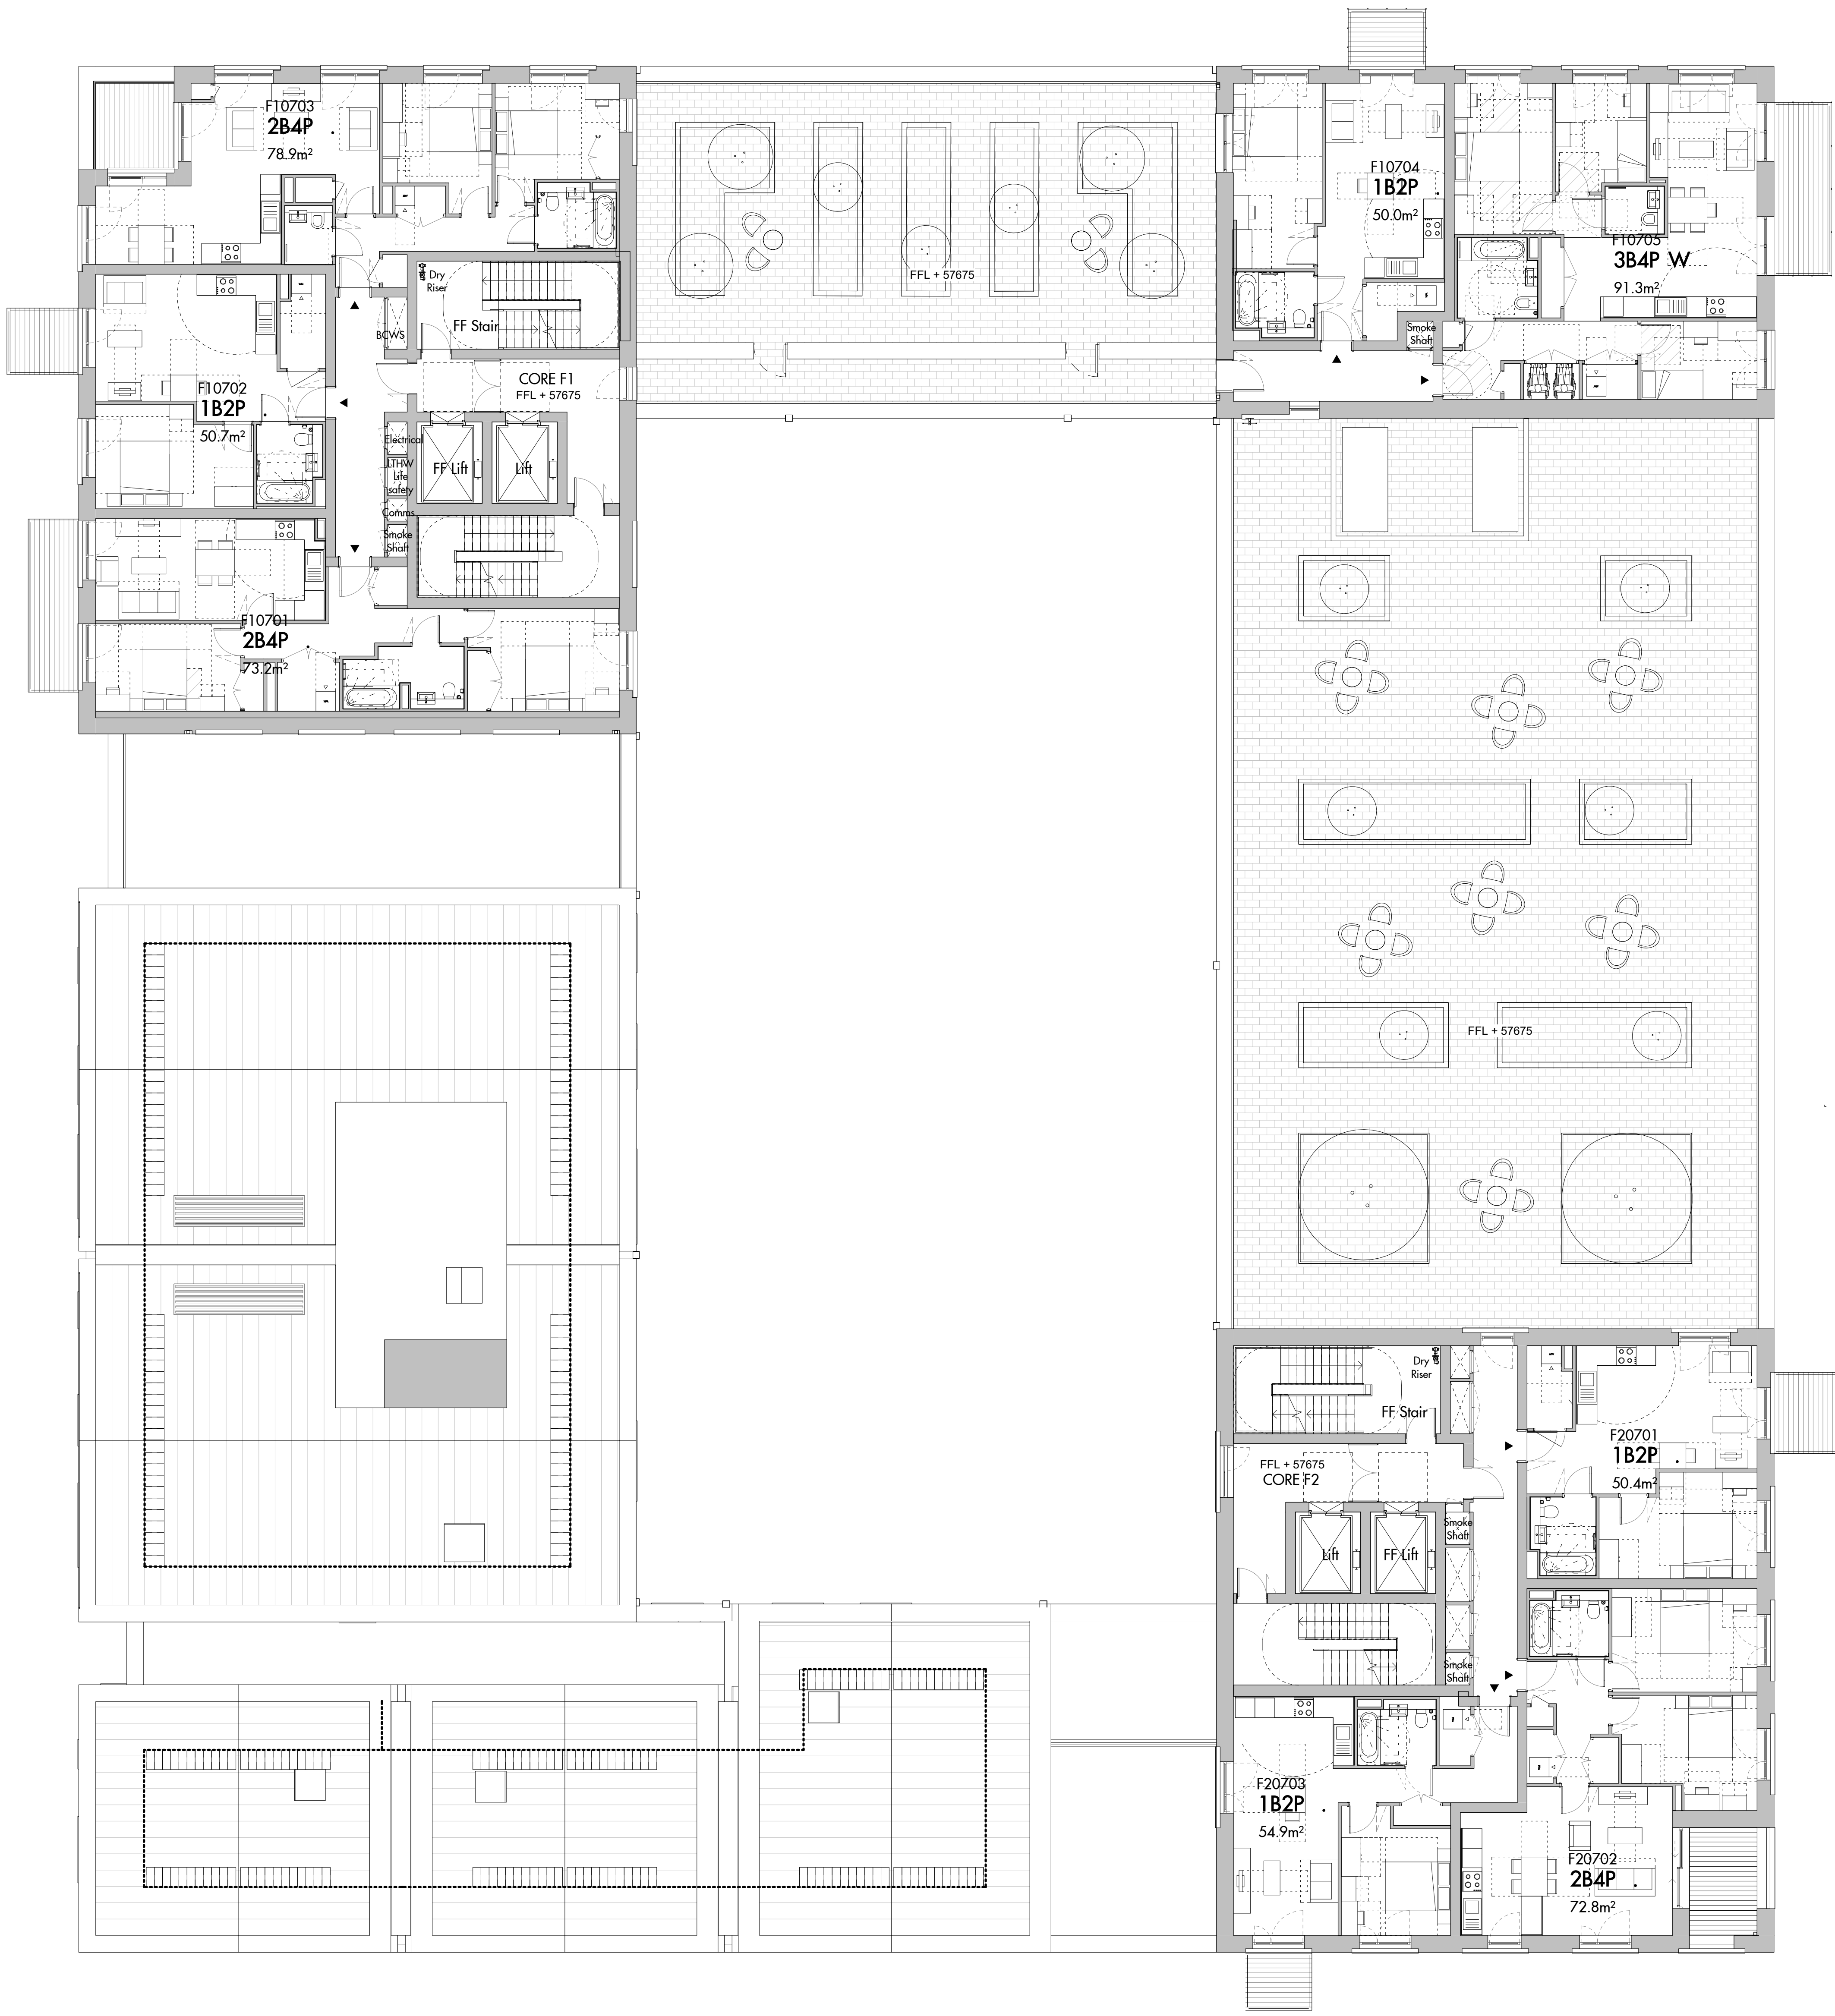 F10703
2B4P
78.9m²
F10704
1B2P
50.0m²
F10705
3B4P W
91.3m²
Dry
Riser
FF Stair
BCWS
FFL + 57675
Smoke
Shaft
CORE F1
FFL + 57675
F10702
1B2P
50.7m²
Electrical
LTHW
Life
safety
Comms
Smoke
Shaft
FF Lift
Lift
F10701
2B4P
73.2m²
FFL + 57675
Dry
Riser
FF Stair
FFL + 57675
CORE F2
F20701
1B2P
50.4m²
Smoke
Shaft
Lift
FF Lift
Smoke
Shaft
F20703
1B2P
54.9m²
F20702
2B4P
72.8m²